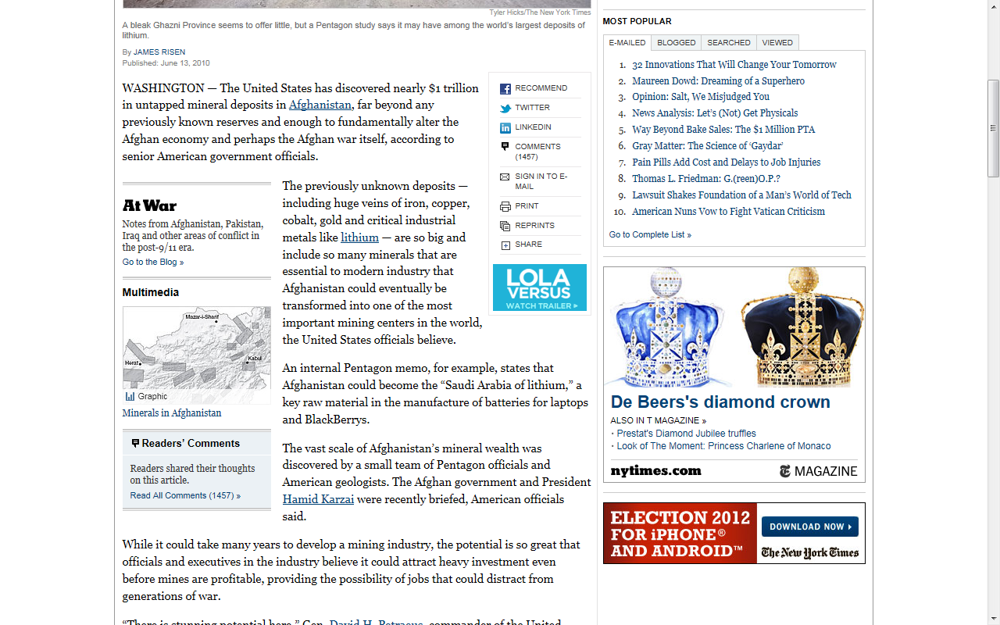 Tyler Hicks/The New York Times
A bleak Ghazni Province seems to offer little, but a Pentagon study says it may have among the world's largest deposits of
lithium.
By JAMES RISEN
Published: June 13, 2010
WASHINGTON — The United States has discovered nearly $1 trillion
in untapped mineral deposits in Afghanistan, far beyond any
previously known reserves and enough to fundamentally alter the
Afghan economy and perhaps the Afghan war itself, according to
senior American government officials.
RECOMMEND
TWITTER
LINKEDIN
COMMENTS
(1457)
SIGN IN TO E-
MAIL
PRINT
REPRINTS
SHARE
LOLA
VERSUS
WATCH TRAILER
At War
Notes from Afghanistan, Pakistan,
Iraq and other areas of conflict in
the post-9/11 era.
Go to the Blog »
Multimedia
Mazar-i-Sharif
Herat
Kabul
Graphic
Minerals in Afghanistan
Readers' Comments
Readers shared their thoughts
on this article.
Read All Comments (1457) »
The previously unknown deposits —
including huge veins of iron, copper,
cobalt, gold and critical industrial
metals like lithium — are so big and
include so many minerals that are
essential to modern industry that
Afghanistan could eventually be
transformed into one of the most
important mining centers in the world,
the United States officials believe.
An internal Pentagon memo, for example, states that
Afghanistan could become the “Saudi Arabia of lithium,” a
key raw material in the manufacture of batteries for laptops
and BlackBerrys.
The vast scale of Afghanistan’s mineral wealth was
discovered by a small team of Pentagon officials and
American geologists. The Afghan government and President
Hamid Karzai were recently briefed, American officials
said.
While it could take many years to develop a mining industry, the potential is so great that
officials and executives in the industry believe it could attract heavy investment even
before mines are profitable, providing the possibility of jobs that could distract from
generations of war.
“There is stunning potential here,” Gen. David H. Petraeus, commander of the United
MOST POPULAR
E-MAILED BLOGGED SEARCHED VIEWED
1. 32 Innovations That Will Change Your Tomorrow
2. Maureen Dowd: Dreaming of a Superhero
3. Opinion: Salt, We Misjudged You
4. News Analysis: Let’s (Not) Get Physicals
5. Way Beyond Bake Sales: The $1 Million PTA
6. Gray Matter: The Science of ‘Gaydar’
7. Pain Pills Add Cost and Delays to Job Injuries
8. Thomas L. Friedman: G.(reen)O.P.?
9. Lawsuit Shakes Foundation of a Man’s World of Tech
10. American Nuns Vow to Fight Vatican Criticism
Go to Complete List »
De Beers's diamond crown
ALSO IN T MAGAZINE »
· Prestat's Diamond Jubilee truffles
· Look of The Moment: Princess Charlene of Monaco
nytimes.com
T MAGAZINE
ELECTION 2012
FOR iPHONE®
AND ANDROID™
DOWNLOAD NOW
The New York Times